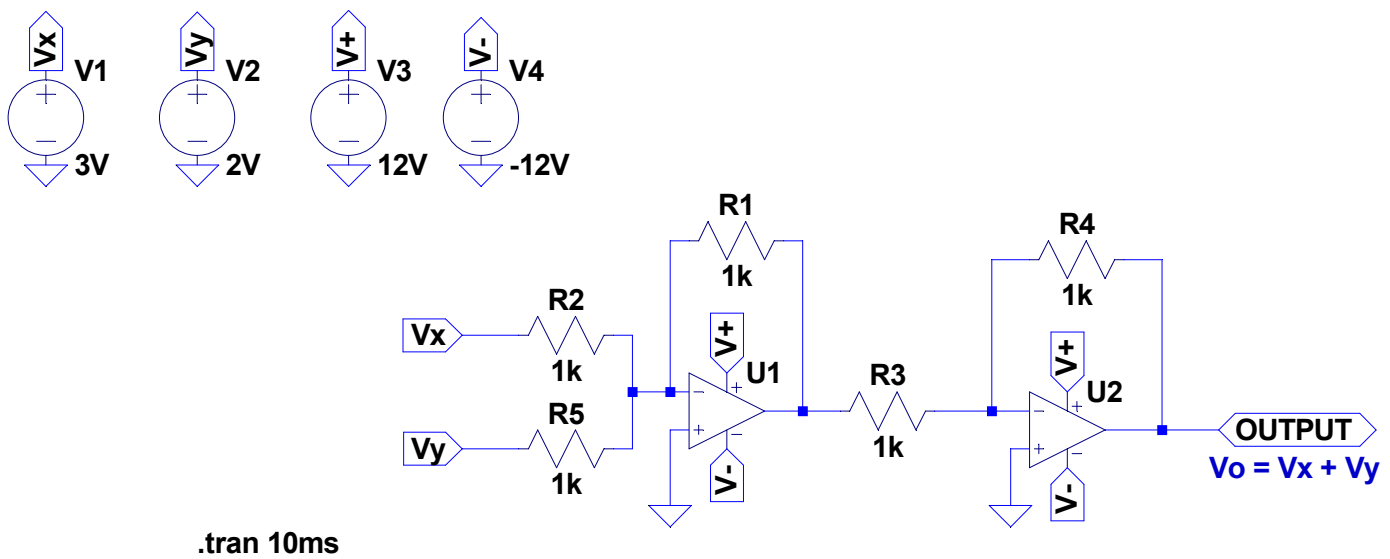 Vx
V1
3V
Vy
V2
2V
V+
V3
12V
V-
V4
-12V
R1
1k
R4
1k
Vx
R2
1k
Vy
R5
1k
V+
U1
V-
R3
1k
V+
U2
V-
OUTPUT
Vo = Vx + Vy
.tran 10ms